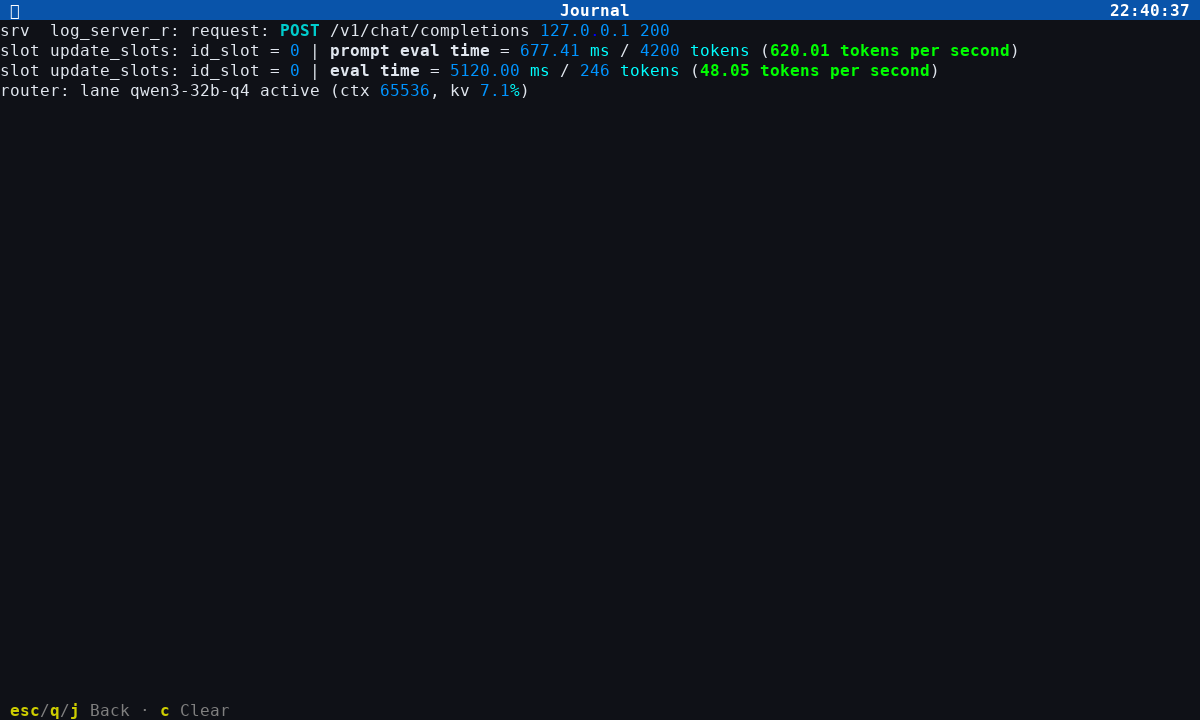 Journal 22:40:37
srv  log_server_r: request: POST /v1/chat/completions 127.0.0.1 200
slot update_slots: id_slot = 0 | prompt eval time = 677.41 ms / 4200 tokens (620.01 tokens per second)
slot update_slots: id_slot = 0 | eval time = 5120.00 ms / 246 tokens (48.05 tokens per second)
router: lane qwen3-32b-q4 active (ctx 65536, kv 7.1%)
esc/q/j Back · c Clear